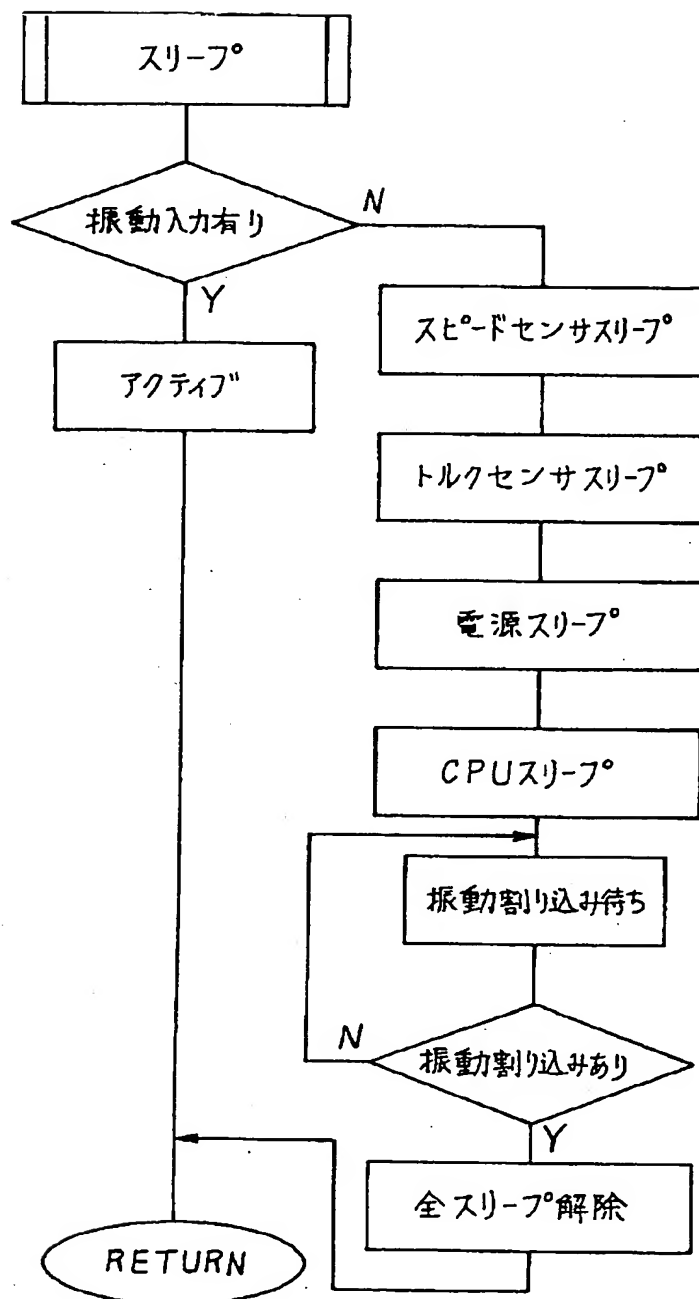 スリープ
振動入力有り
N
Y
アクティブ
スピードセンサスリープ
トルクセンサスリープ
電源スリープ
CPUスリープ
振動割り込み待ち
N
振動割り込みあり
Y
全スリープ解除
RETURN